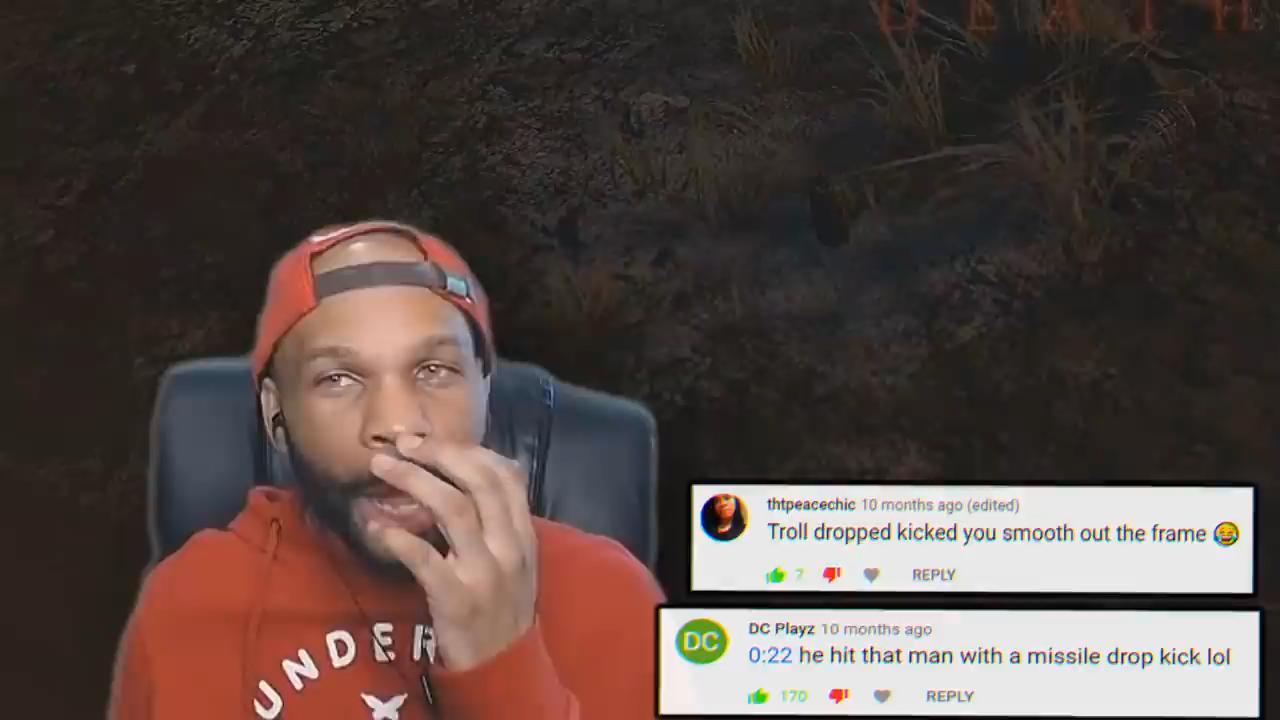 DEATH
UNDER
thtpeacechic 10 months ago (edited)
Troll dropped kicked you smooth out the frame 😂
7 REPLY
DC
DC Playz 10 months ago
0:22 he hit that man with a missile drop kick lol
170 REPLY